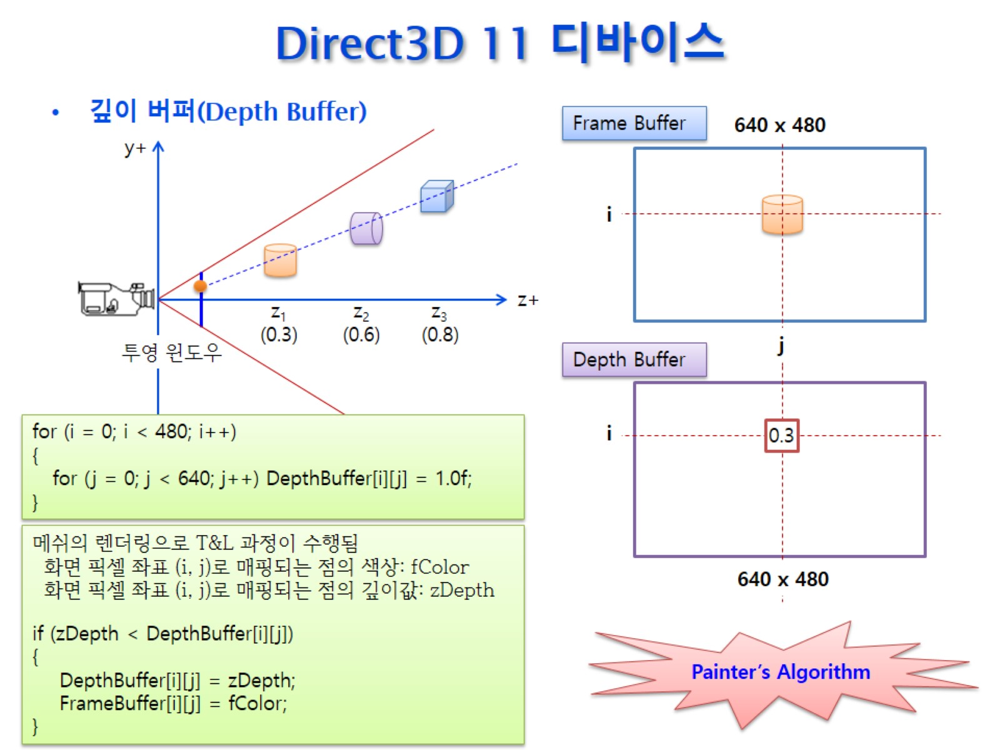 Direct3D 11 디바이스
• 깊이 버퍼(Depth Buffer)
y+
z+
z1
(0.3)
z2
(0.6)
z3
(0.8)
투영 윈도우
for (i = 0; i < 480; i++)
{
for (j = 0; j < 640; j++) DepthBuffer[i][j] = 1.0f;
}
메쉬의 렌더링으로 T&L 과정이 수행됨
화면 픽셀 좌표 (i, j)로 매핑되는 점의 색상: fColor
화면 픽셀 좌표 (i, j)로 매핑되는 점의 깊이값: zDepth
if (zDepth < DepthBuffer[i][j])
{
DepthBuffer[i][j] = zDepth;
FrameBuffer[i][j] = fColor;
}
Frame Buffer
640 x 480
i
j
Depth Buffer
i
0.3
640 x 480
Painter’s Algorithm